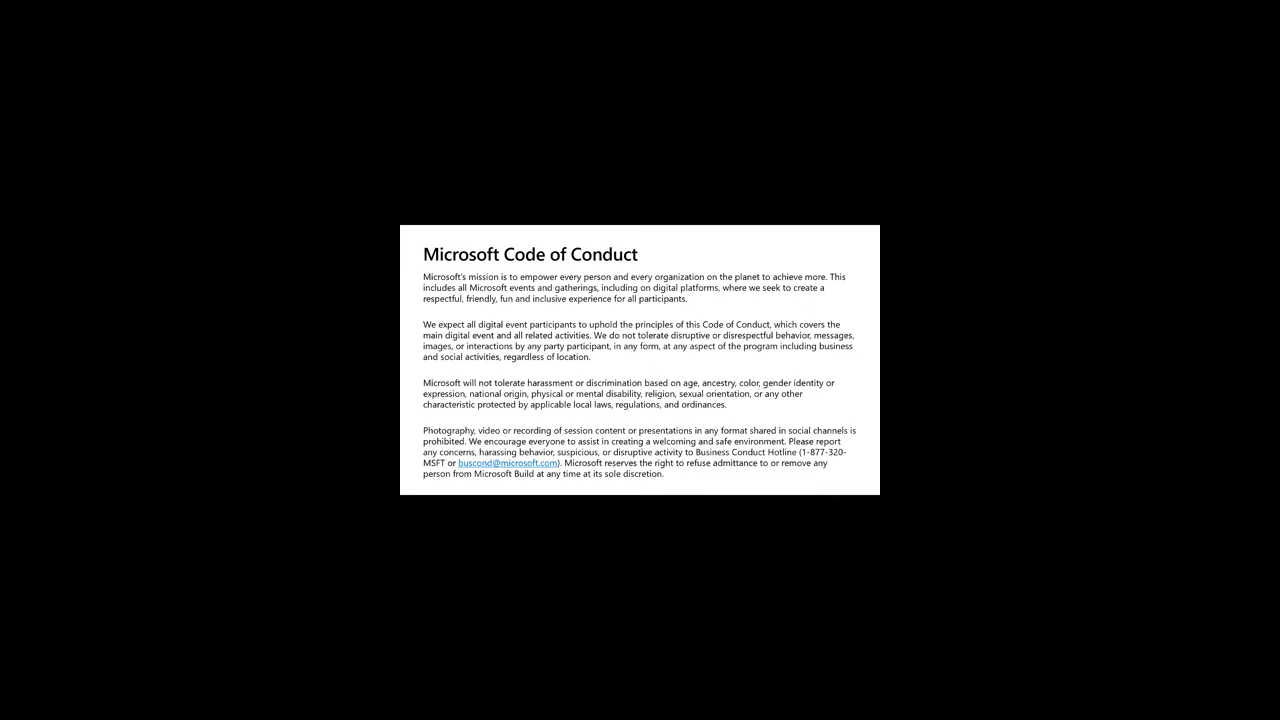 Microsoft Code of Conduct
Microsoft's mission is to empower every person and every organization on the planet to achieve more. This
includes all Microsoft events and gatherings, including on digital platforms, where we seek to create a
respectful, friendly, fun and inclusive experience for all participants.
We expect all digital event participants to uphold the principles of this Code of Conduct, which covers the
main digital event and all related activities. We do not tolerate disruptive or disrespectful behavior, messages,
images, or interactions by any party participant, in any form, at any aspect of the program including business
and social activities, regardless of location.
Microsoft will not tolerate harassment or discrimination based on age, ancestry, color, gender identity or
expression, national origin, physical or mental disability, religion, sexual orientation, or any other
characteristic protected by applicable local laws, regulations, and ordinances.
Photography, video or recording of session content or presentations in any format shared in social channels is
prohibited. We encourage everyone to assist in creating a welcoming and safe environment. Please report
any concerns, harassing behavior, suspicious, or disruptive activity to Business Conduct Hotline (1-877-320-
MSFT or buscond@microsoft.com). Microsoft reserves the right to refuse admittance to or remove any
person from Microsoft Build at any time at its sole discretion.